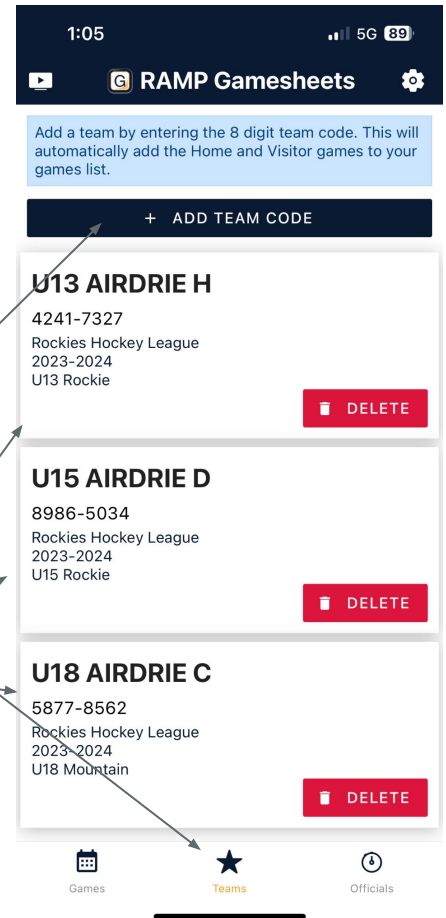 1:05 5G 89
G RAMP Gamesheets
Add a team by entering the 8 digit team code. This will
automatically add the Home and Visitor games to your
games list.
+ ADD TEAM CODE
U13 AIRDRIE H
4241-7327
Rockies Hockey League
2023-2024
U13 Rockie
DELETE
U15 AIRDRIE D
8986-5034
Rockies Hockey League
2023-2024
U15 Rockie
DELETE
U18 AIRDRIE C
5877-8562
Rockies Hockey League
2023-2024
U18 Mountain
DELETE
Games Teams Officials